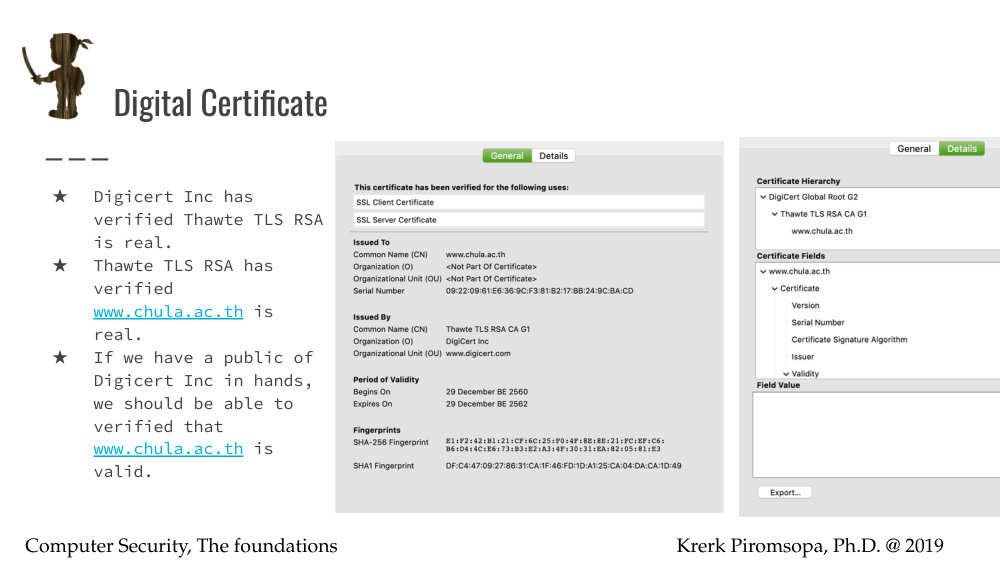 Digital Certificate
★ Digicert Inc has
verified Thawte TLS RSA
is real.
★ Thawte TLS RSA has
verified
www.chula.ac.th is
real.
★ If we have a public of
Digicert Inc in hands,
we should be able to
verified that
www.chula.ac.th is
valid.
General Details
This certificate has been verified for the following uses:
SSL Client Certificate
SSL Server Certificate
Issued To
Common Name (CN) www.chula.ac.th
Organization (O) <Not Part Of Certificate>
Organizational Unit (OU) <Not Part Of Certificate>
Serial Number 09:22:09:61:E6:36:9C:F3:81:B2:17:BB:24:9C:BA:CD
Issued By
Common Name (CN) Thawte TLS RSA CA G1
Organization (O) DigiCert Inc
Organizational Unit (OU) www.digicert.com
Period of Validity
Begins On 29 December BE 2560
Expires On 29 December BE 2562
Fingerprints
SHA-256 Fingerprint E1:F2:42:B1:21:CF:6C:25:F0:4F:8E:8E:21:FC:EF:C6:
B6:D4:4C:E6:73:B3:E2:A3:4F:30:31:EA:82:05:81:E3
SHA1 Fingerprint DF:C4:47:09:27:86:31:CA:1F:46:FD:1D:A1:25:CA:04:DA:CA:1D:49
General Details
Certificate Hierarchy
DigiCert Global Root G2
Thawte TLS RSA CA G1
www.chula.ac.th
Certificate Fields
www.chula.ac.th
Certificate
Version
Serial Number
Certificate Signature Algorithm
Issuer
Validity
Field Value
Export...
Computer Security, The foundations
Krerk Piromsopa, Ph.D. @ 2019